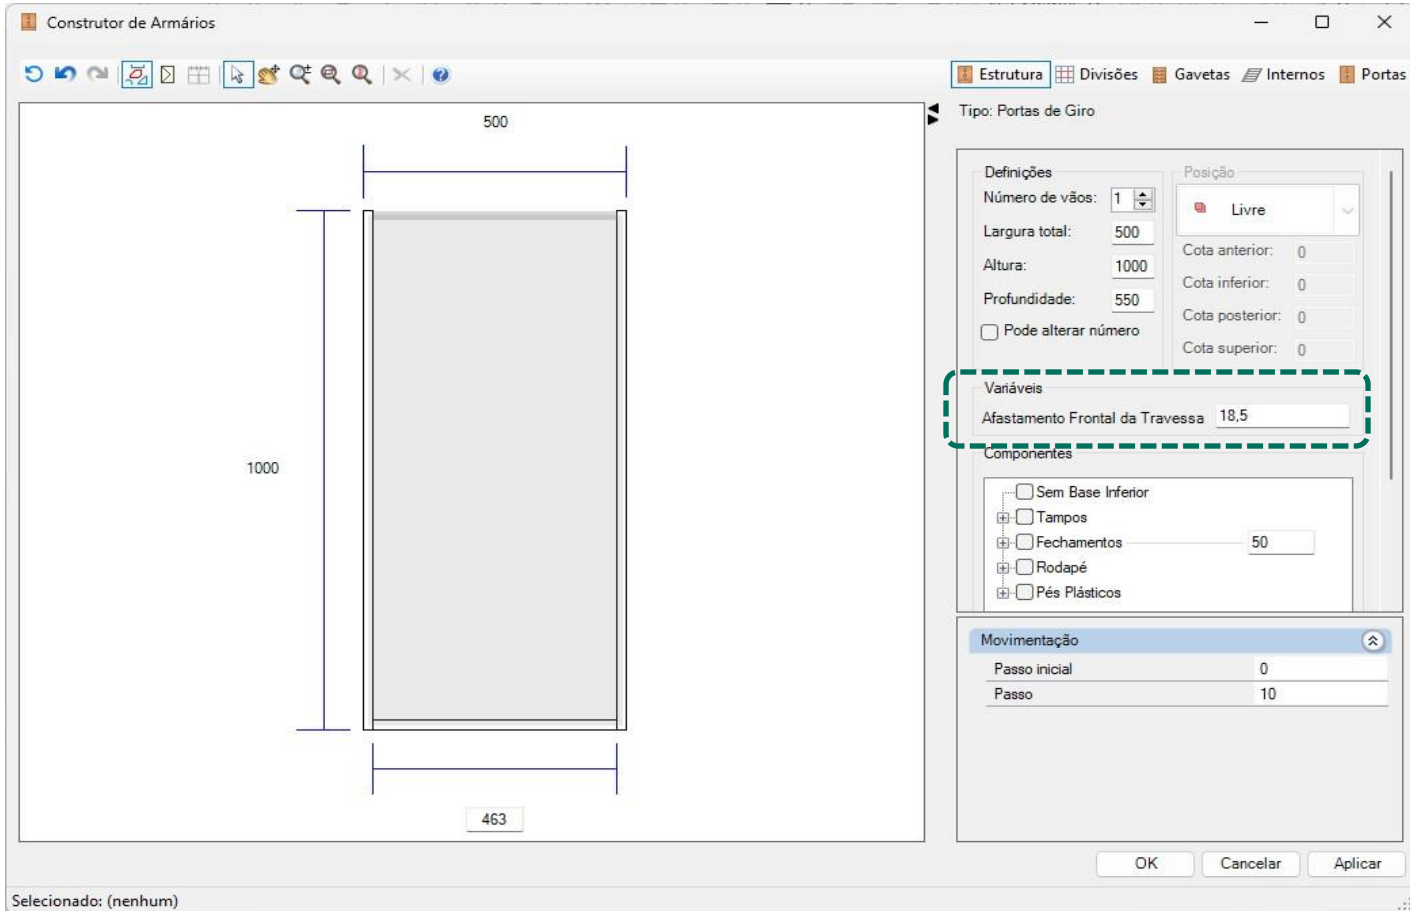 Construtor de Armários
Estrutura Divisões Gavetas Internos Portas
500
1000
463
Tipo: Portas de Giro
Definições
Número de vãos: 1
Largura total: 500
Altura: 1000
Profundidade: 550
Pode alterar número
Posição
Livre
Cota anterior: 0
Cota inferior: 0
Cota posterior: 0
Cota superior: 0
Variáveis
Afastamento Frontal da Travessa 18,5
Componentes
Sem Base Inferior
Tampos
Fechamentos 50
Rodapé
Pés Plásticos
Movimentação
Passo inicial 0
Passo 10
OK Cancelar Aplicar
Selecionado: (nenhum)